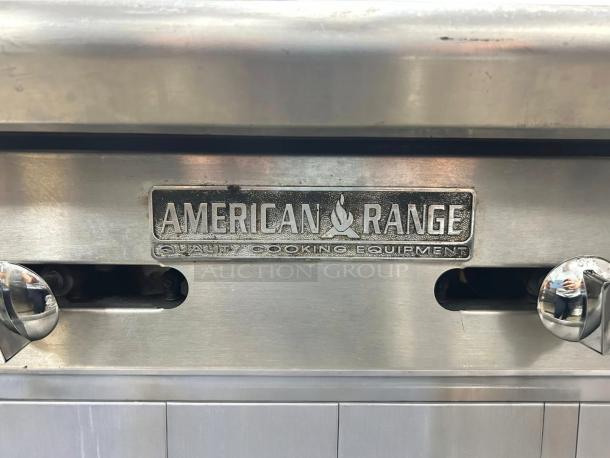 AMERICAN RANGE
QUALITY COOKING EQUIPMENT
AUCTION GROUP